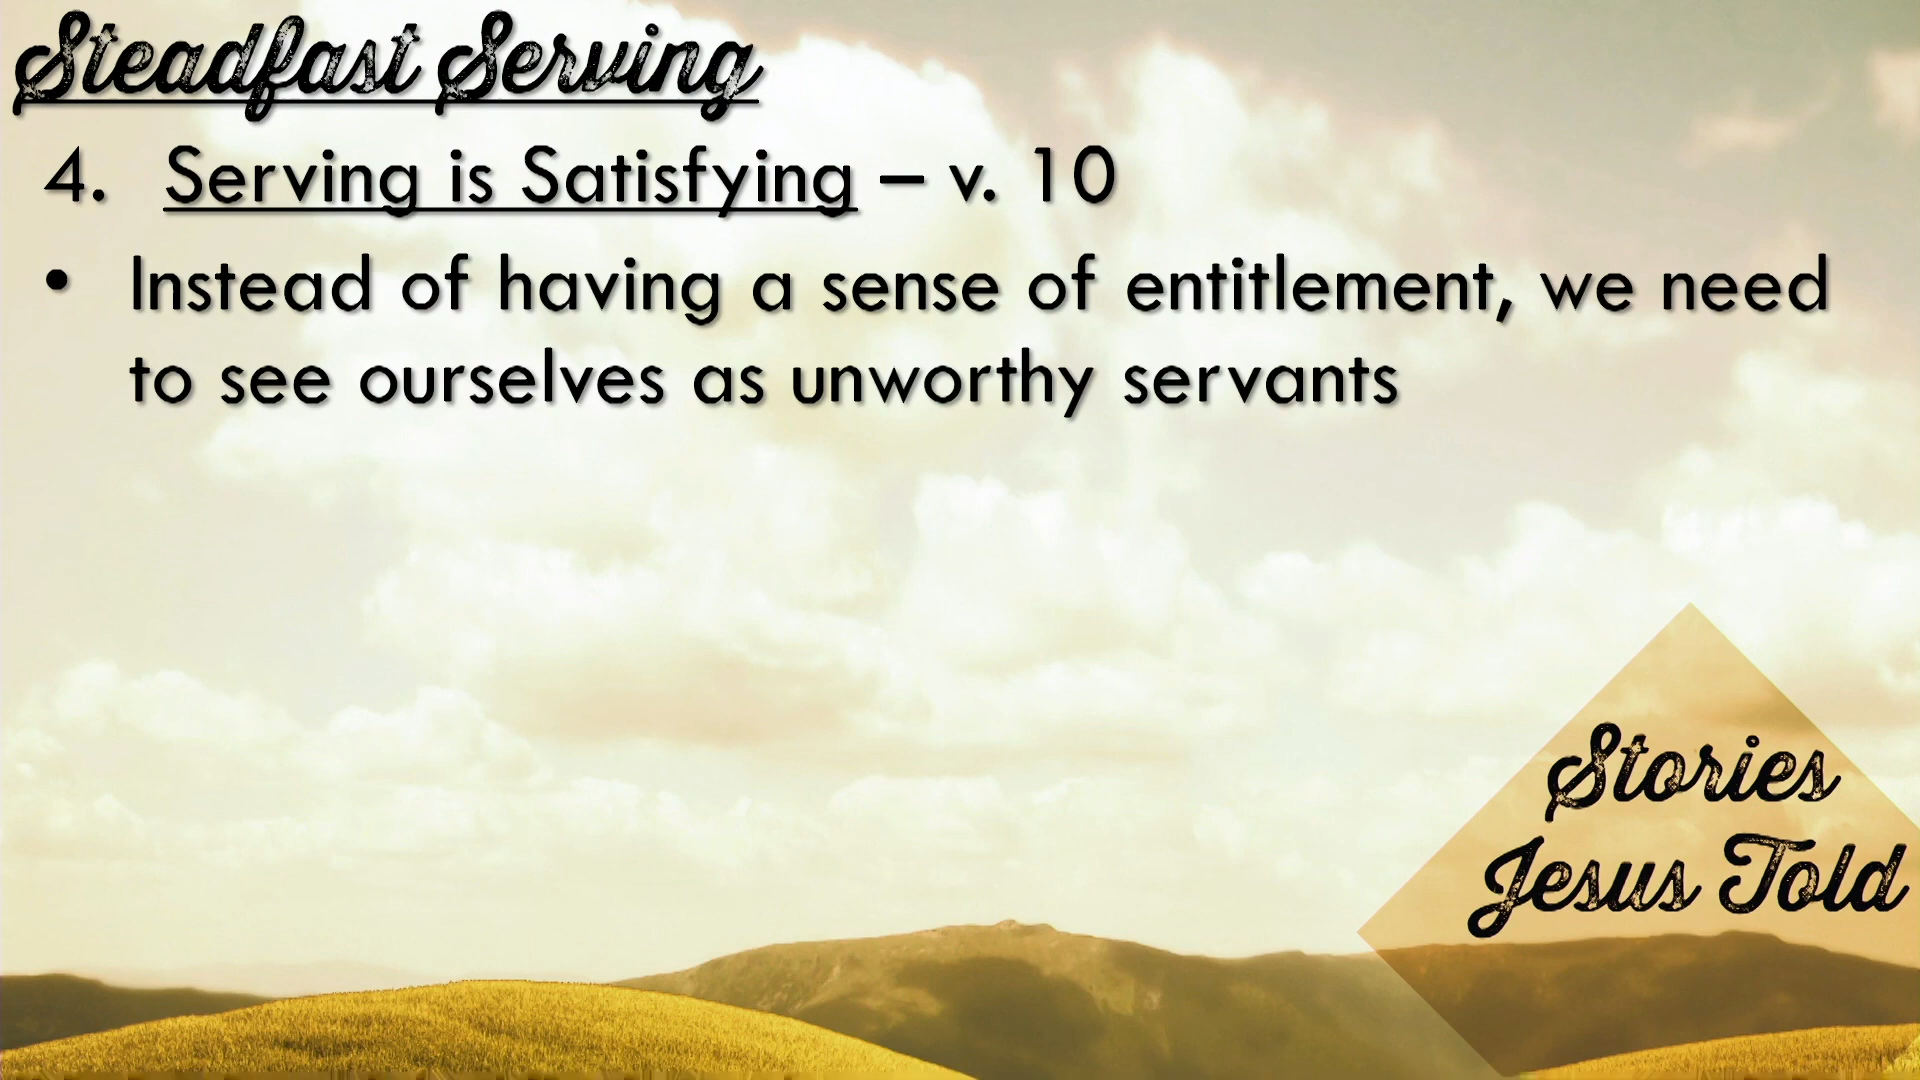 Steadfast Serving
4. Serving is Satisfying – v. 10
• Instead of having a sense of entitlement, we need
to see ourselves as unworthy servants
Stories
Jesus Told